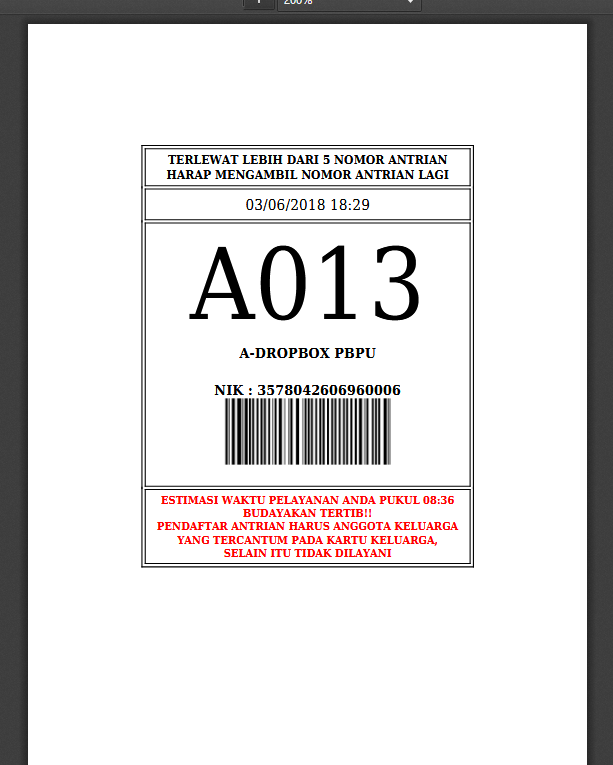 TERLEWAT LEBIH DARI 5 NOMOR ANTRIAN
HARAP MENGAMBIL NOMOR ANTRIAN LAGI
03/06/2018 18:29
A013
A-DROPBOX PBPU
NIK : 3578042606960006
ESTIMASI WAKTU PELAYANAN ANDA PUKUL 08:36
BUDAYAKAN TERTIB!!
PENDAFTAR ANTRIAN HARUS ANGGOTA KELUARGA
YANG TERCANTUM PADA KARTU KELUARGA,
SELAIN ITU TIDAK DILAYANI